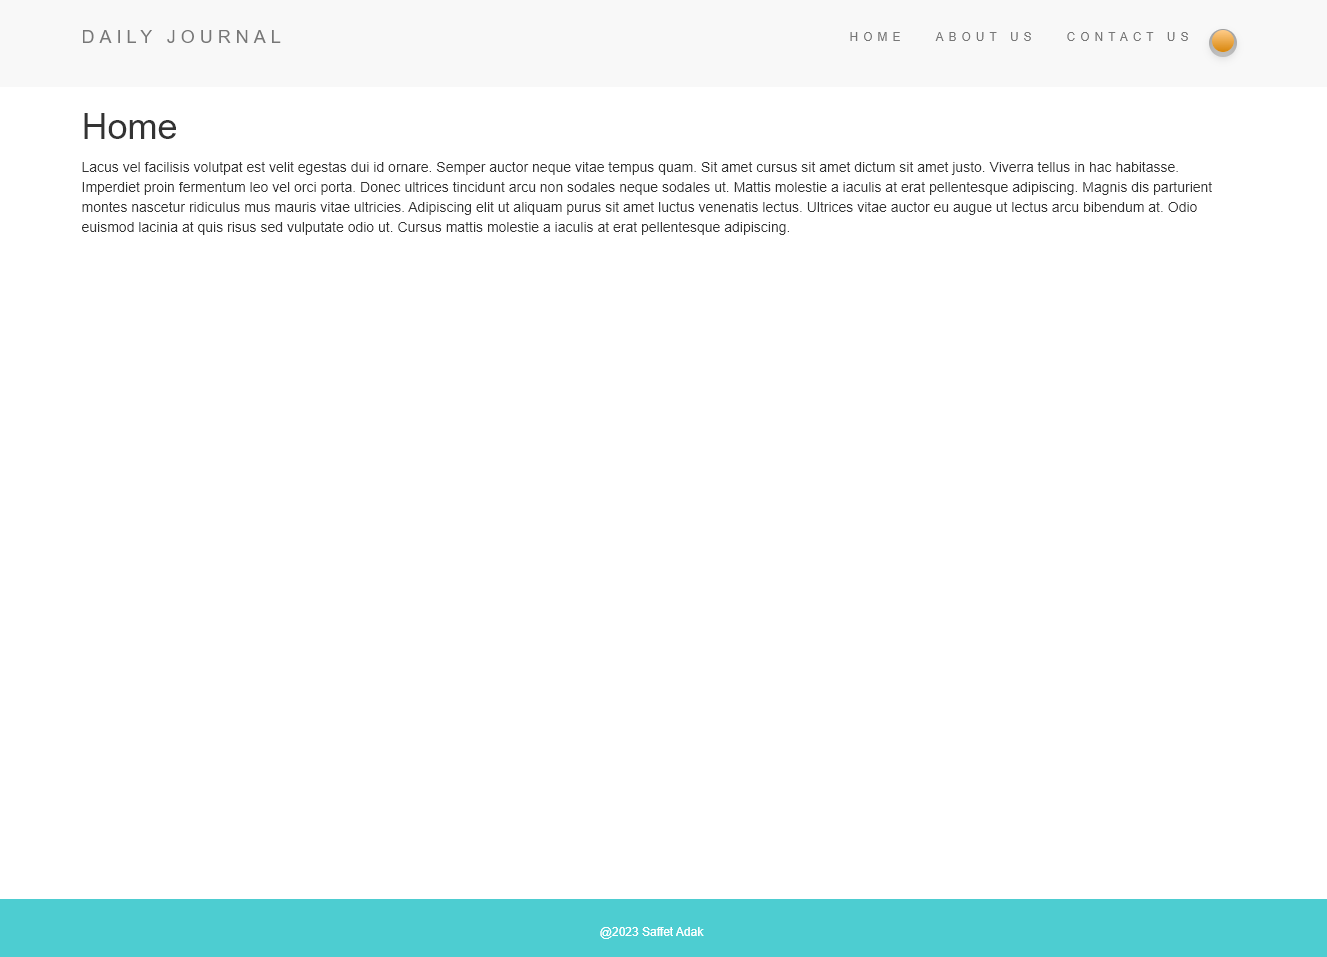 DAILY JOURNAL
HOME ABOUT US CONTACT US
Home
Lacus vel facilisis volutpat est velit egestas dui id ornare. Semper auctor neque vitae tempus quam. Sit amet cursus sit amet dictum sit amet justo. Viverra tellus in hac habitasse.
Imperdiet proin fermentum leo vel orci porta. Donec ultrices tincidunt arcu non sodales neque sodales ut. Mattis molestie a iaculis at erat pellentesque adipiscing. Magnis dis parturient
montes nascetur ridiculus mus mauris vitae ultricies. Adipiscing elit ut aliquam purus sit amet luctus venenatis lectus. Ultrices vitae auctor eu augue ut lectus arcu bibendum at. Odio
euismod lacinia at quis risus sed vulputate odio ut. Cursus mattis molestie a iaculis at erat pellentesque adipiscing.
@2023 Saffet Adak